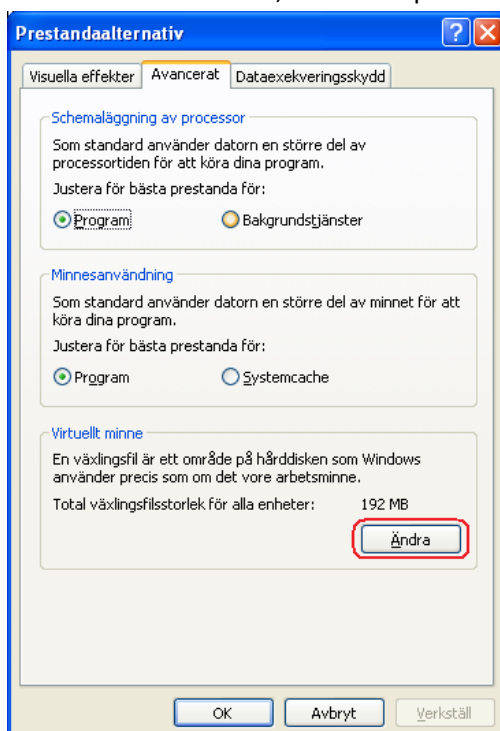 Prestandaalternativ
Visuella effekter Avancerat Dataexekveringsskydd
Schemaläggning av processor
Som standard använder datorn en större del av
processortiden för att köra dina program.
Justera för bästa prestanda för:
Program Bakgrundstjänster
Minnesanvändning
Som standard använder datorn en större del av minnet för att
köra dina program.
Justera för bästa prestanda för:
Program Systemcache
Virtuellt minne
En växlingsfil är ett område på hårddisken som Windows
använder precis som om det vore arbetsminne.
Total växlingsfilsstorlek för alla enheter: 192 MB
Ändra
OK Avbryt Verkställ